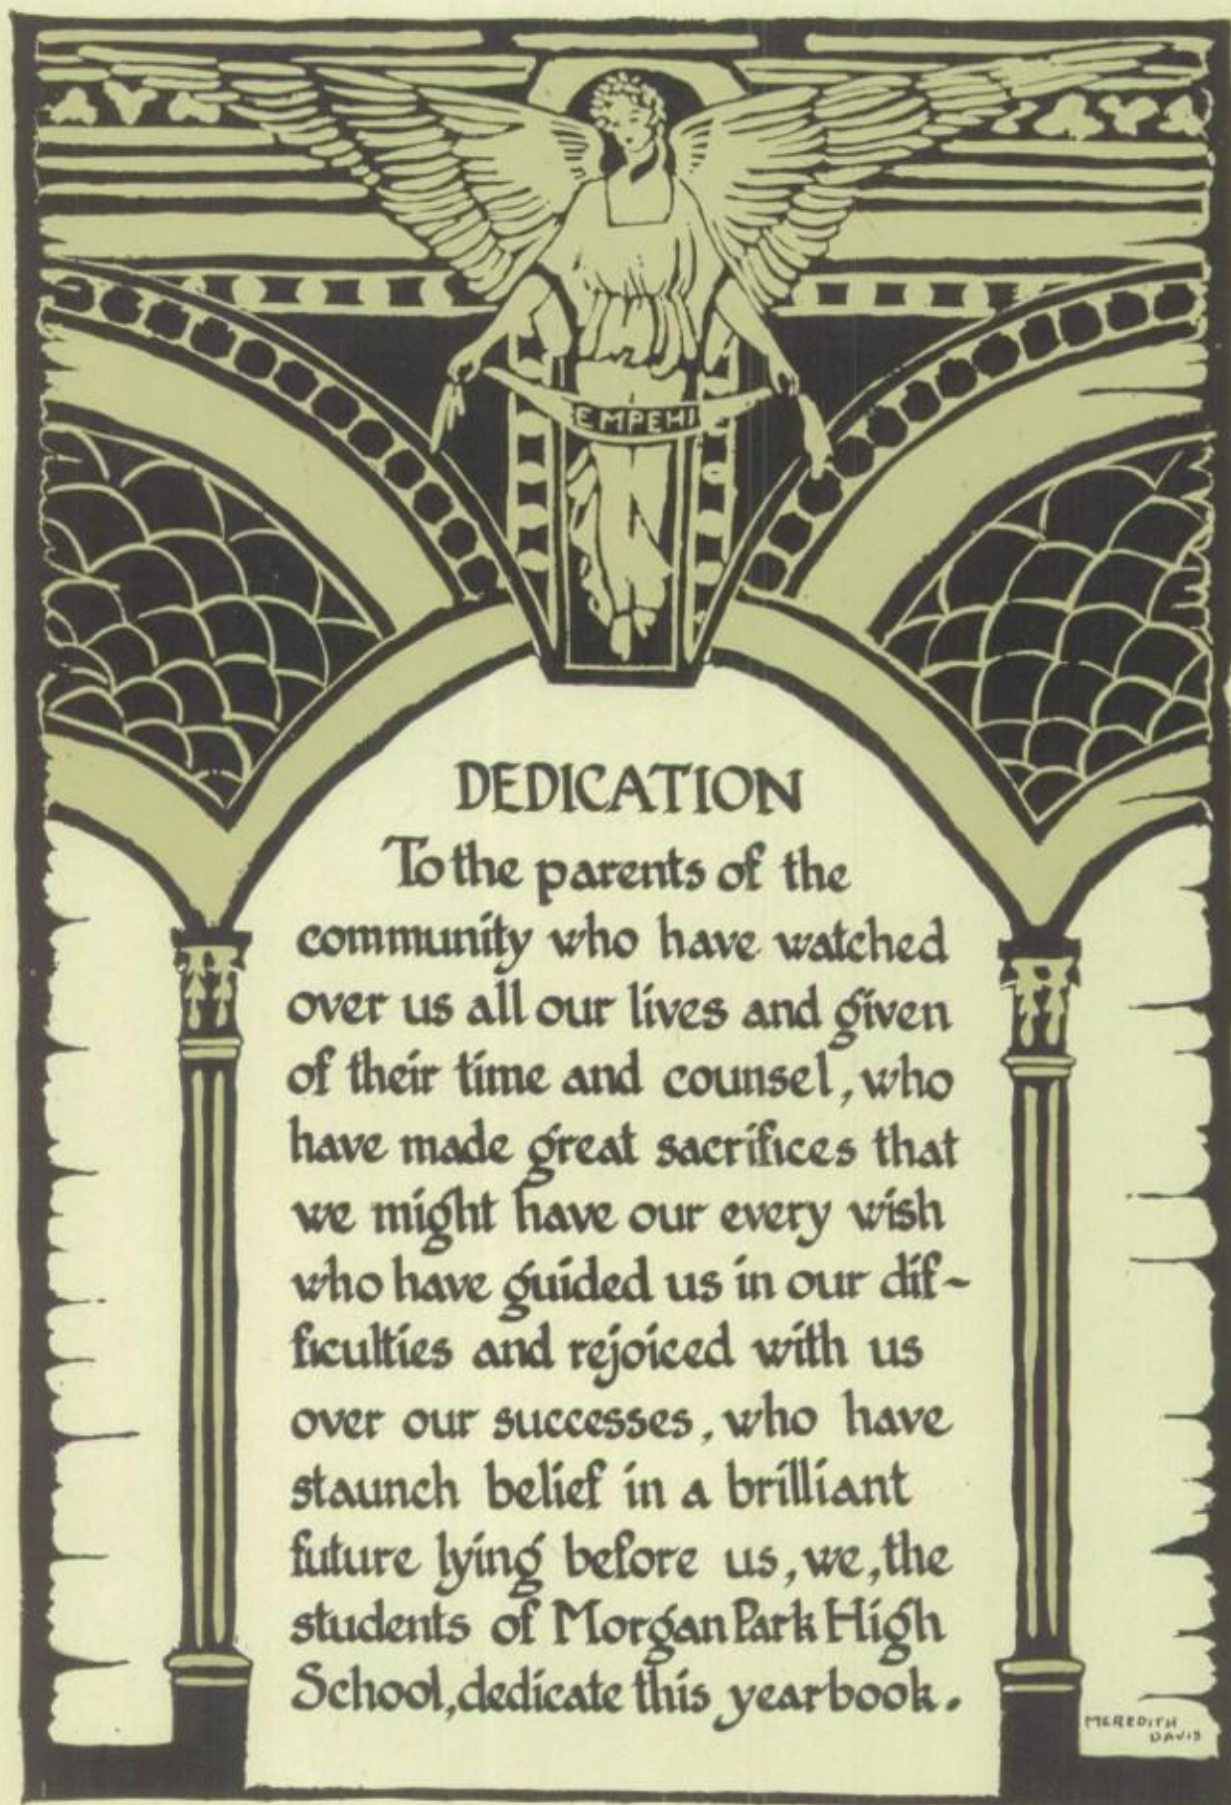 EMPEHI
DEDICATION
To the parents of the
community who have watched
over us all our lives and given
of their time and counsel, who
have made great sacrifices that
we might have our every wish
who have guided us in our dif~
ficulties and rejoiced with us
over our successes, who have
staunch belief in a brilliant
future lying before us, we, the
students of Morgan Park High
School, dedicate this yearbook.
MEREDITH
DAVIS